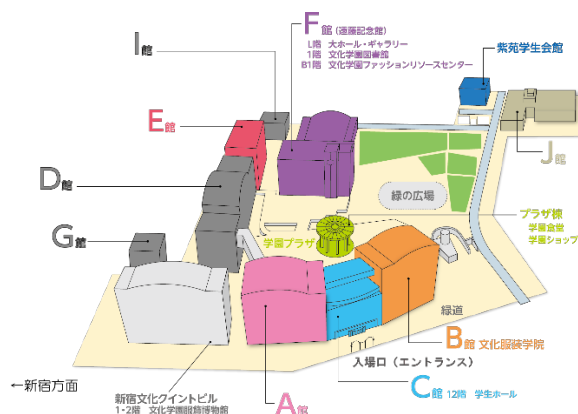 F館 (遠藤記念館)
L階 大ホール・ギャラリー
1階 文化学園図書館
B1階 文化学園ファッションリソースセンター
紫苑学生会館
I館
E館
J館
D館
緑の広場
プラザ棟
学園食堂
学園ショップ
G館
学園プラザ
緑道
B館 文化服装学院
入場口（エントランス）
←新宿方面
新宿文化クイントビル
1-2階 文化学園服飾博物館
A館
C館 12階 学生ホール